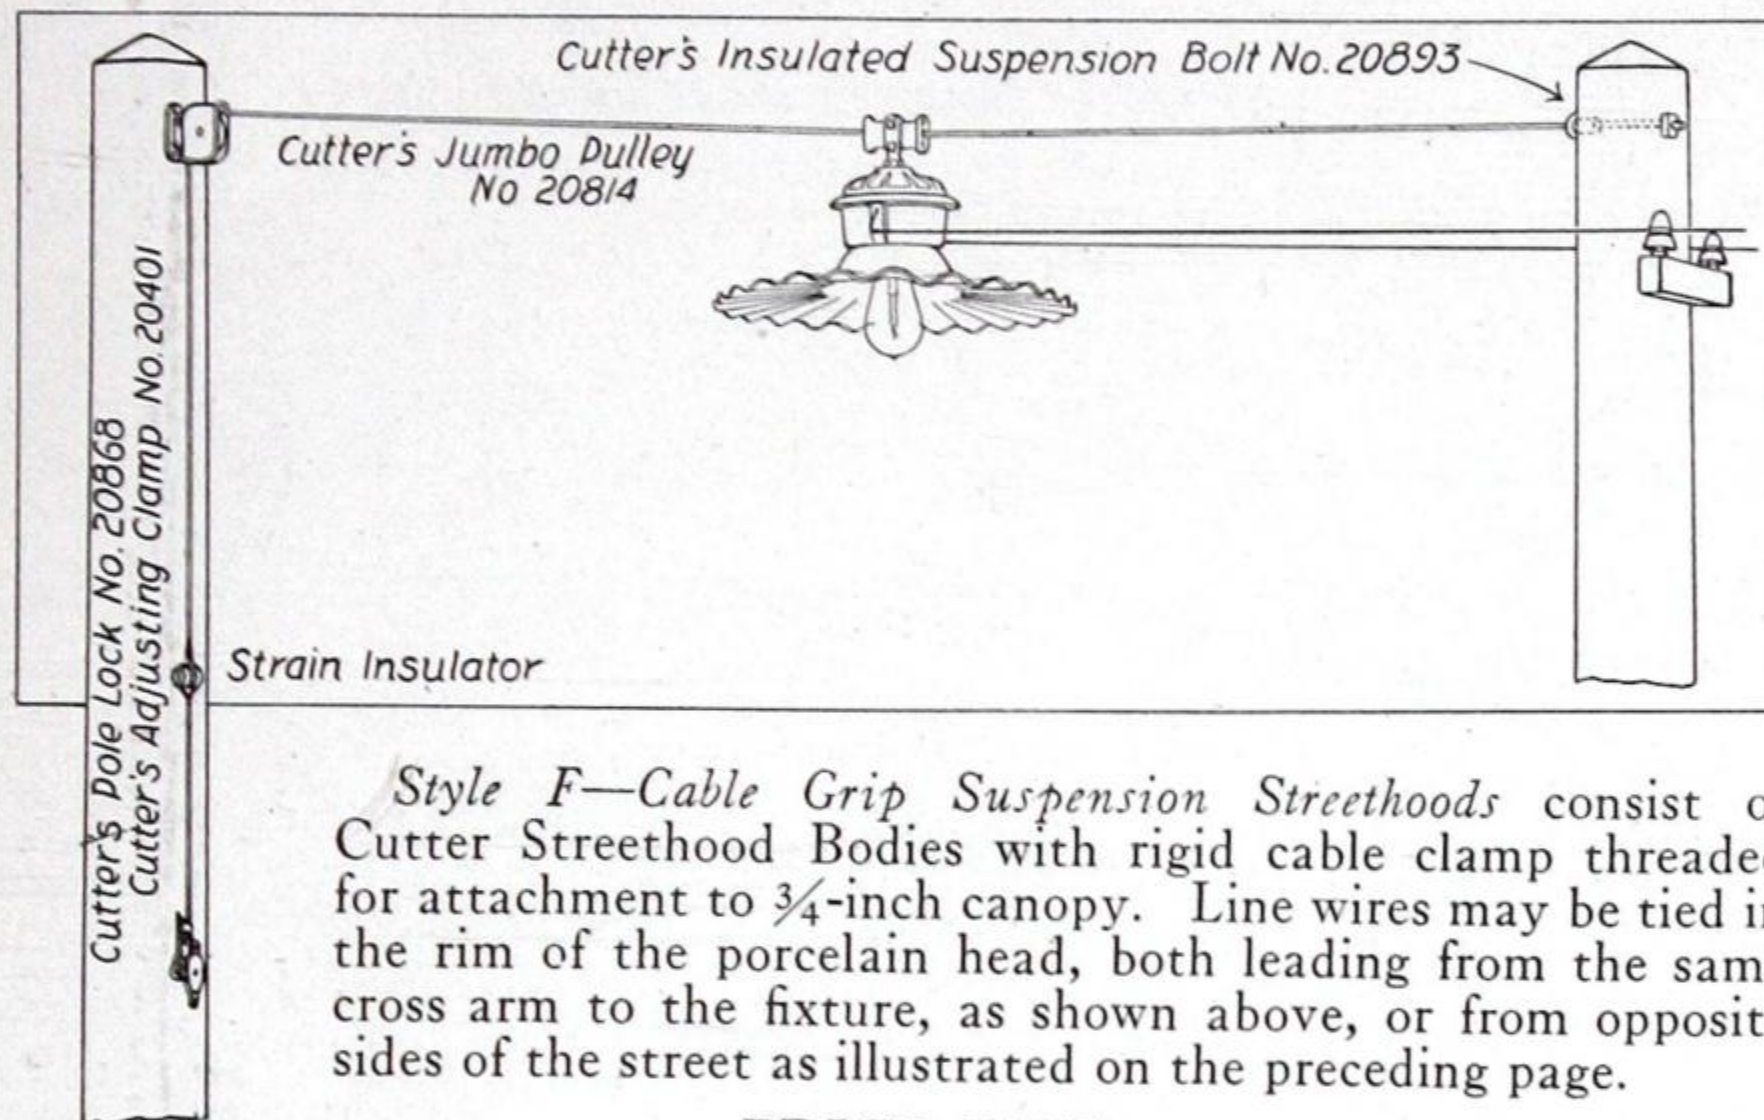 Cutter's Insulated Suspension Bolt No. 20893
Cutter's Jumbo Pulley
No 20814
Cutter's Pole Lock No. 20868
Cutter's Adjusting Clamp No. 20401
Strain Insulator
Style F—Cable Grip Suspension Streethoods consist
Cutter Streethood Bodies with rigid cable clamp
for attachment to ¾-inch canopy. Line wires may be tied
the rim of the porcelain head, both leading from the
cross arm to the fixture, as shown above, or from
sides of the street as illustrated on the preceding page.